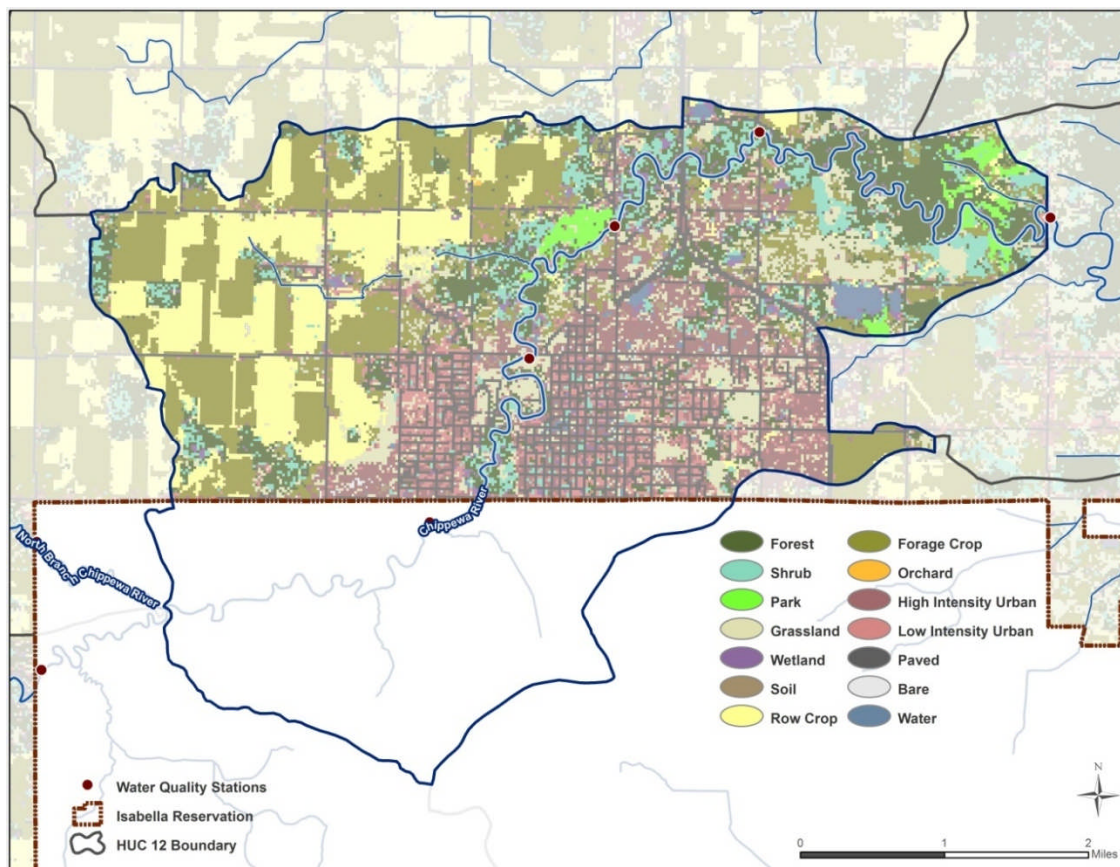 Chippewa River
North Branch Chippewa River
Forest
Shrub
Park
Grassland
Wetland
Soil
Row Crop
Forage Crop
Orchard
High Intensity Urban
Low Intensity Urban
Paved
Bare
Water
Water Quality Stations
Isabella Reservation
HUC 12 Boundary
N
0 1 2
Miles